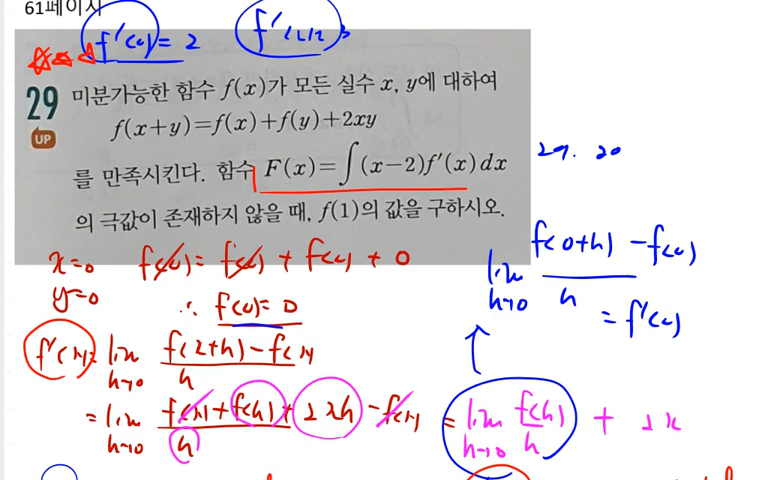 61페이지
f'(0) = 2
29 미분가능한 함수 f(x)가 모든 실수 x, y에 대하여
UP f(x+y)=f(x)+f(y)+2xy
를 만족시킨다. 함수 F(x)=∫(x−2)f'(x)dx
의 극값이 존재하지 않을 때, f(1)의 값을 구하시오.
x=0 f(0) = f(0) + f(0) + 0
y=0 ∴ f(0) = 0
lim h→0 f(0+h) − f(0) / h
= f'(0)
f'(x) = lim h→0 f(x+h) − f(x) / h
= lim h→0 f(x) + f(h) + 2xh − f(x) / h = lim h→0 f(h) / h + 2x